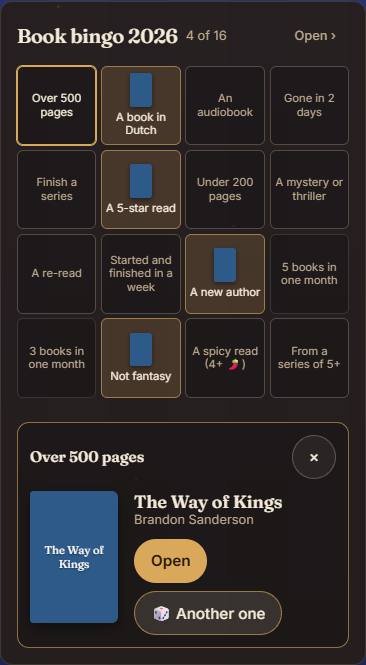 Book bingo 2026 4 of 16 Open ›
Over 500
pages
A book in
Dutch
An
audiobook
Gone in 2
days
Finish a
series
A 5-star read
Under 200
pages
A mystery or
thriller
A re-read
Started and
finished in a
week
A new author
5 books in
one month
3 books in
one month
Not fantasy
A spicy read
(4+ 🌶️)
From a
series of 5+
Over 500 pages
×
The Way of
Kings
The Way of Kings
Brandon Sanderson
Open
🎲 Another one